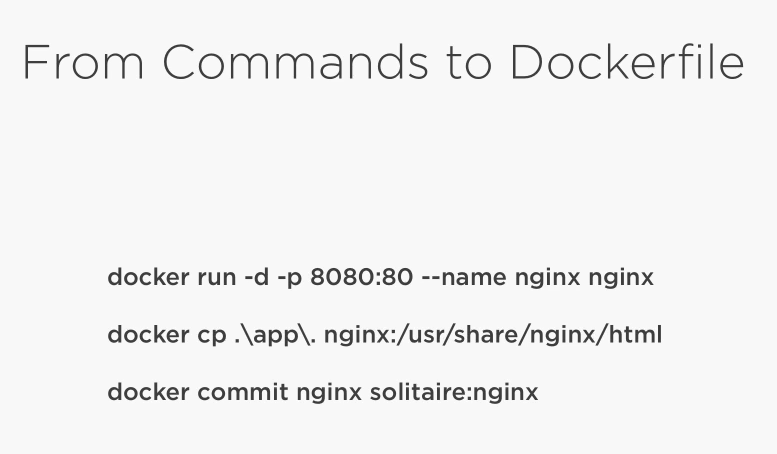 From Commands to Dockerfile
docker run -d -p 8080:80 --name nginx nginx
docker cp .\app\. nginx:/usr/share/nginx/html
docker commit nginx solitaire:nginx